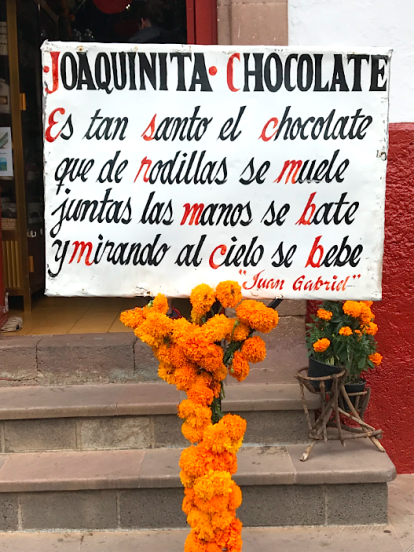 JOAQUINITA · CHOCOLATE
Es tan santo el chocolate
que de rodillas se muele
juntas las manos se bate
y mirando al cielo se bebe
"Juan Gabriel"